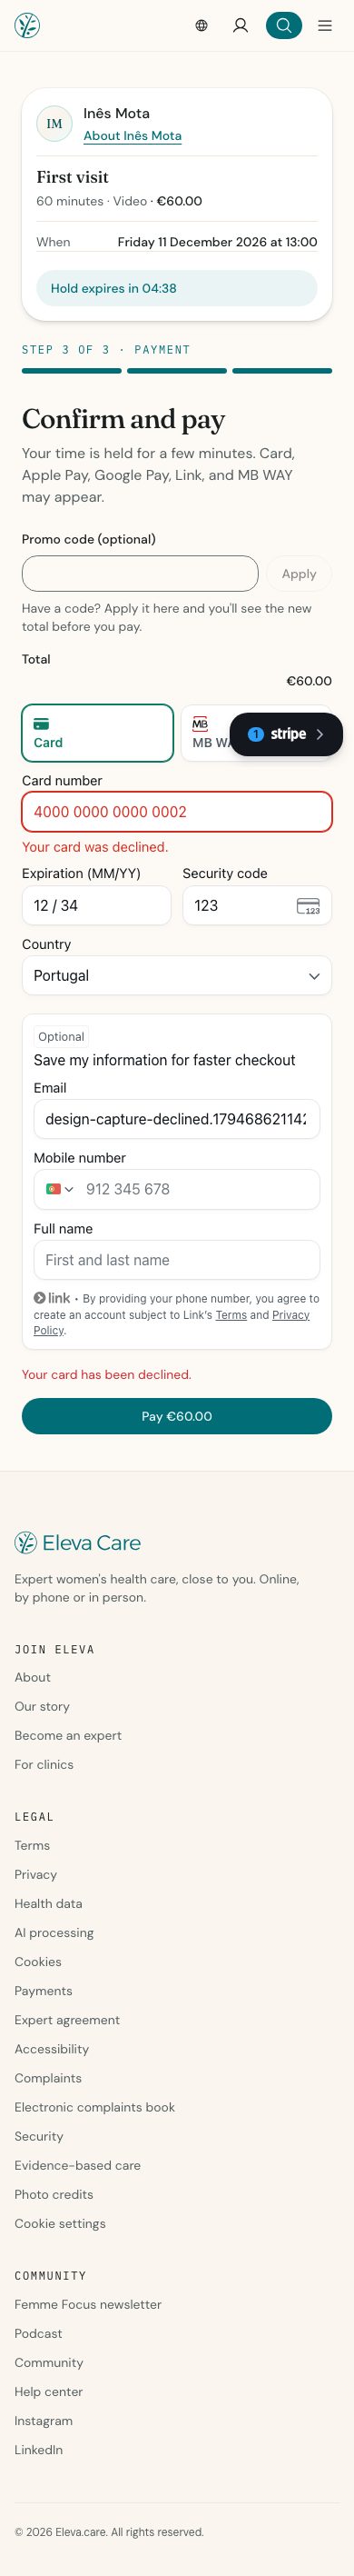 IM
Inês Mota
About Inês Mota
First visit
60 minutes · Video · €60.00
When Friday 11 December 2026 at 13:00
Hold expires in 04:38
STEP 3 OF 3 · PAYMENT
Confirm and pay
Your time is held for a few minutes. Card,
Apple Pay, Google Pay, Link, and MB WAY
may appear.
Promo code (optional)
Apply
Have a code? Apply it here and you'll see the new
total before you pay.
Total
€60.00
MB
Card MB WA
1 stripe
Card number
4000 0000 0000 0002
Your card was declined.
Expiration (MM/YY) Security code
12 / 34 123 123
Country
Portugal
Optional
Save my information for faster checkout
Email
design-capture-declined.179468621142
Mobile number
912 345 678
Full name
First and last name
link • By providing your phone number, you agree to
create an account subject to Link's Terms and Privacy
Policy.
Your card has been declined.
Pay €60.00
Eleva Care
Expert women's health care, close to you. Online,
by phone or in person.
JOIN ELEVA
About
Our story
Become an expert
For clinics
LEGAL
Terms
Privacy
Health data
AI processing
Cookies
Payments
Expert agreement
Accessibility
Complaints
Electronic complaints book
Security
Evidence-based care
Photo credits
Cookie settings
COMMUNITY
Femme Focus newsletter
Podcast
Community
Help center
Instagram
LinkedIn
© 2026 Eleva.care. All rights reserved.